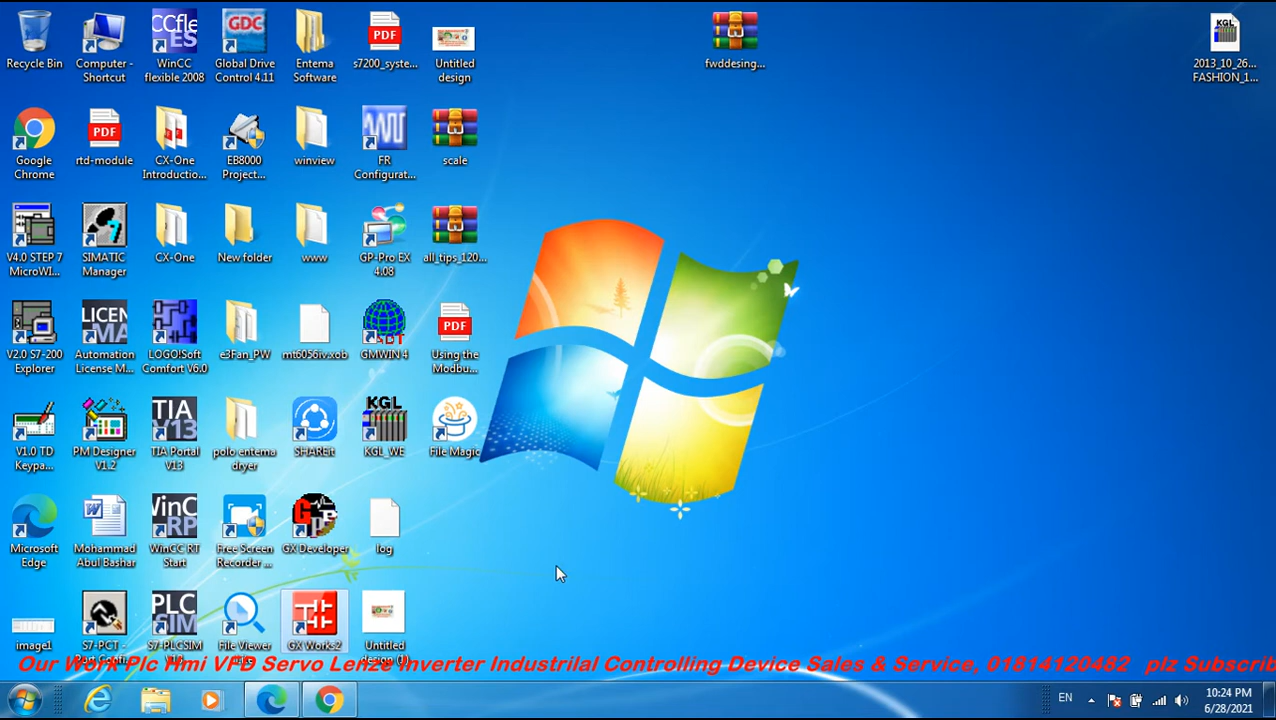 Recycle Bin
Computer - Shortcut
WinCC flexible 2008
Global Drive Control 4.11
Entema Software
s7200_syste...
Untitled design
fwddesing...
2013_10_26... FASHION_1...
Google Chrome
rtd-module
CX-One Introductio...
EB8000 Project...
winview
FR Configurat...
scale
V4.0 STEP 7 MicroWI...
SIMATIC Manager
CX-One
New folder
www
GP-Pro EX 4.08
all_tips_120...
V2.0 S7-200 Explorer
Automation License M...
LOGO!Soft Comfort V6.0
e3Fan_PW
mt6056iv.xob
GMWIN 4
Using the Modbu...
V1.0 TD Keypa...
PM Designer V1.2
TIA Portal V13
polo entema dryer
SHAREit
KGL_WE
File Magic
Microsoft Edge
Mohammad Abul Bashar
WinCC RT Start
Free Screen Recorder ...
GX Developer
log
image1
S7-PCT -
S7-PLCSIM
File Viewer
GX Works2
Untitled design (1)
Our Work Plc Hmi VFD Servo Lenze Inverter Industrilal Controlling Device Sales & Service, 01814120482 plz Subscrib
EN
10:24 PM
6/28/2021